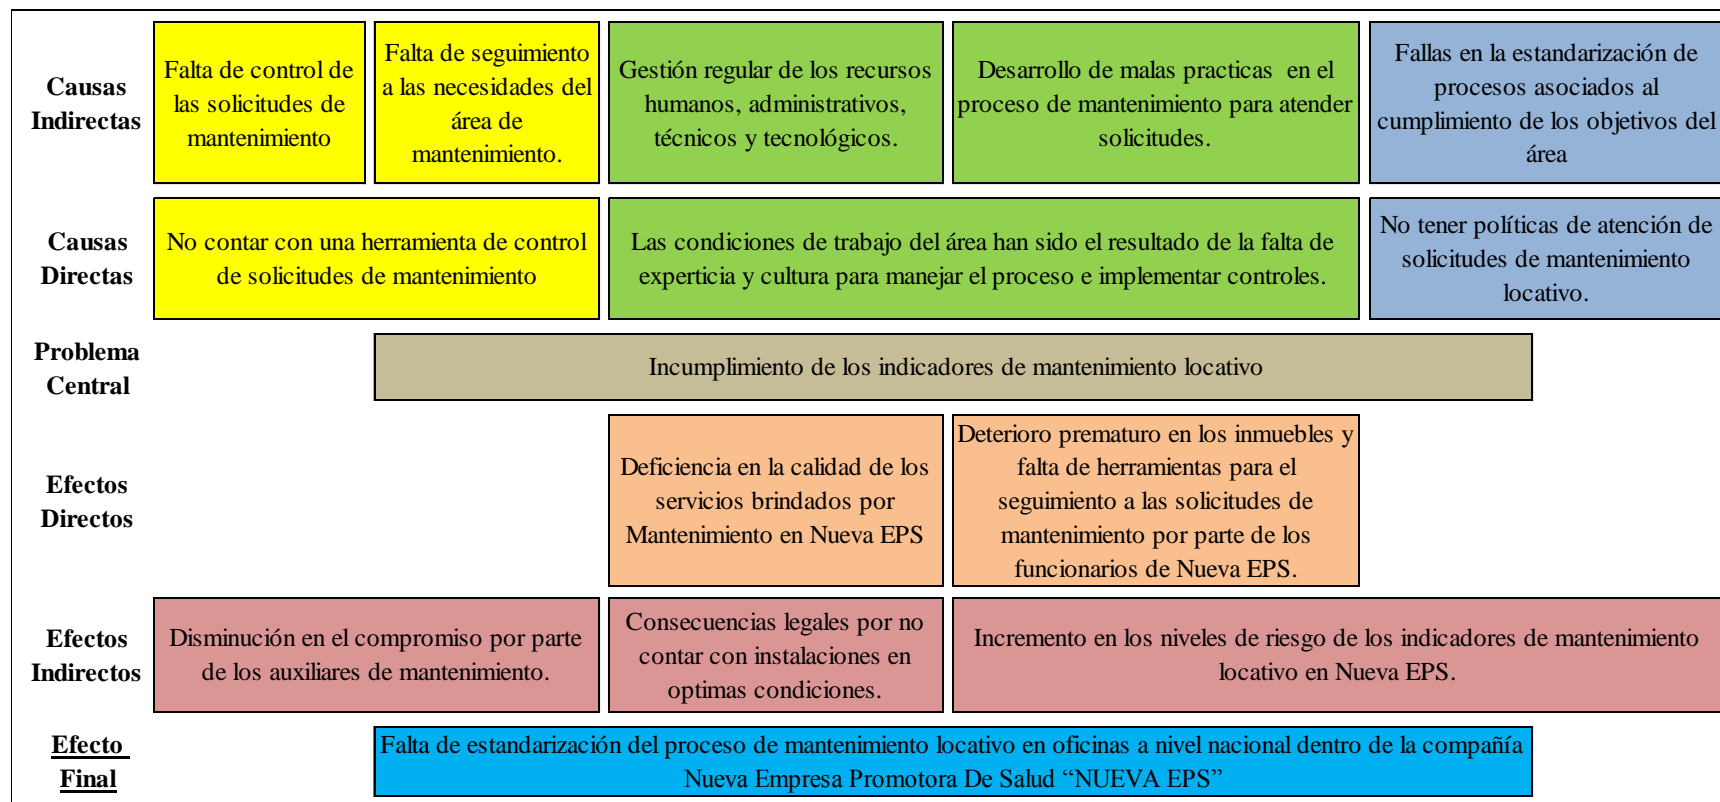 Causas
Indirectas
Falta de control de
las solicitudes de
mantenimiento
Falta de seguimiento
a las necesidades del
área de
mantenimiento.
Gestión regular de los recursos
humanos, administrativos,
técnicos y tecnológicos.
Desarrollo de malas practicas  en el
proceso de mantenimiento para atender
solicitudes.
Fallas en la estandarización de
procesos asociados al
cumplimiento de los objetivos del
área
Causas
Directas
No contar con una herramienta de control
de solicitudes de mantenimiento
Las condiciones de trabajo del área han sido el resultado de la falta de
experticia y cultura para manejar el proceso e implementar controles.
No tener políticas de atención de
solicitudes de mantenimiento
locativo.
Problema
Central
Incumplimiento de los indicadores de mantenimiento locativo
Efectos
Directos
Deficiencia en la calidad de los
servicios brindados por
Mantenimiento en Nueva EPS
Deterioro prematuro en los inmuebles y
falta de herramientas para el
seguimiento a las solicitudes de
mantenimiento por parte de los
funcionarios de Nueva EPS.
Efectos
Indirectos
Disminución en el compromiso por parte
de los auxiliares de mantenimiento.
Consecuencias legales por no
contar con instalaciones en
optimas condiciones.
Incremento en los niveles de riesgo de los indicadores de mantenimiento
locativo en Nueva EPS.
Efecto
Final
Falta de estandarización del proceso de mantenimiento locativo en oficinas a nivel nacional dentro de la compañía
Nueva Empresa Promotora De Salud “NUEVA EPS”